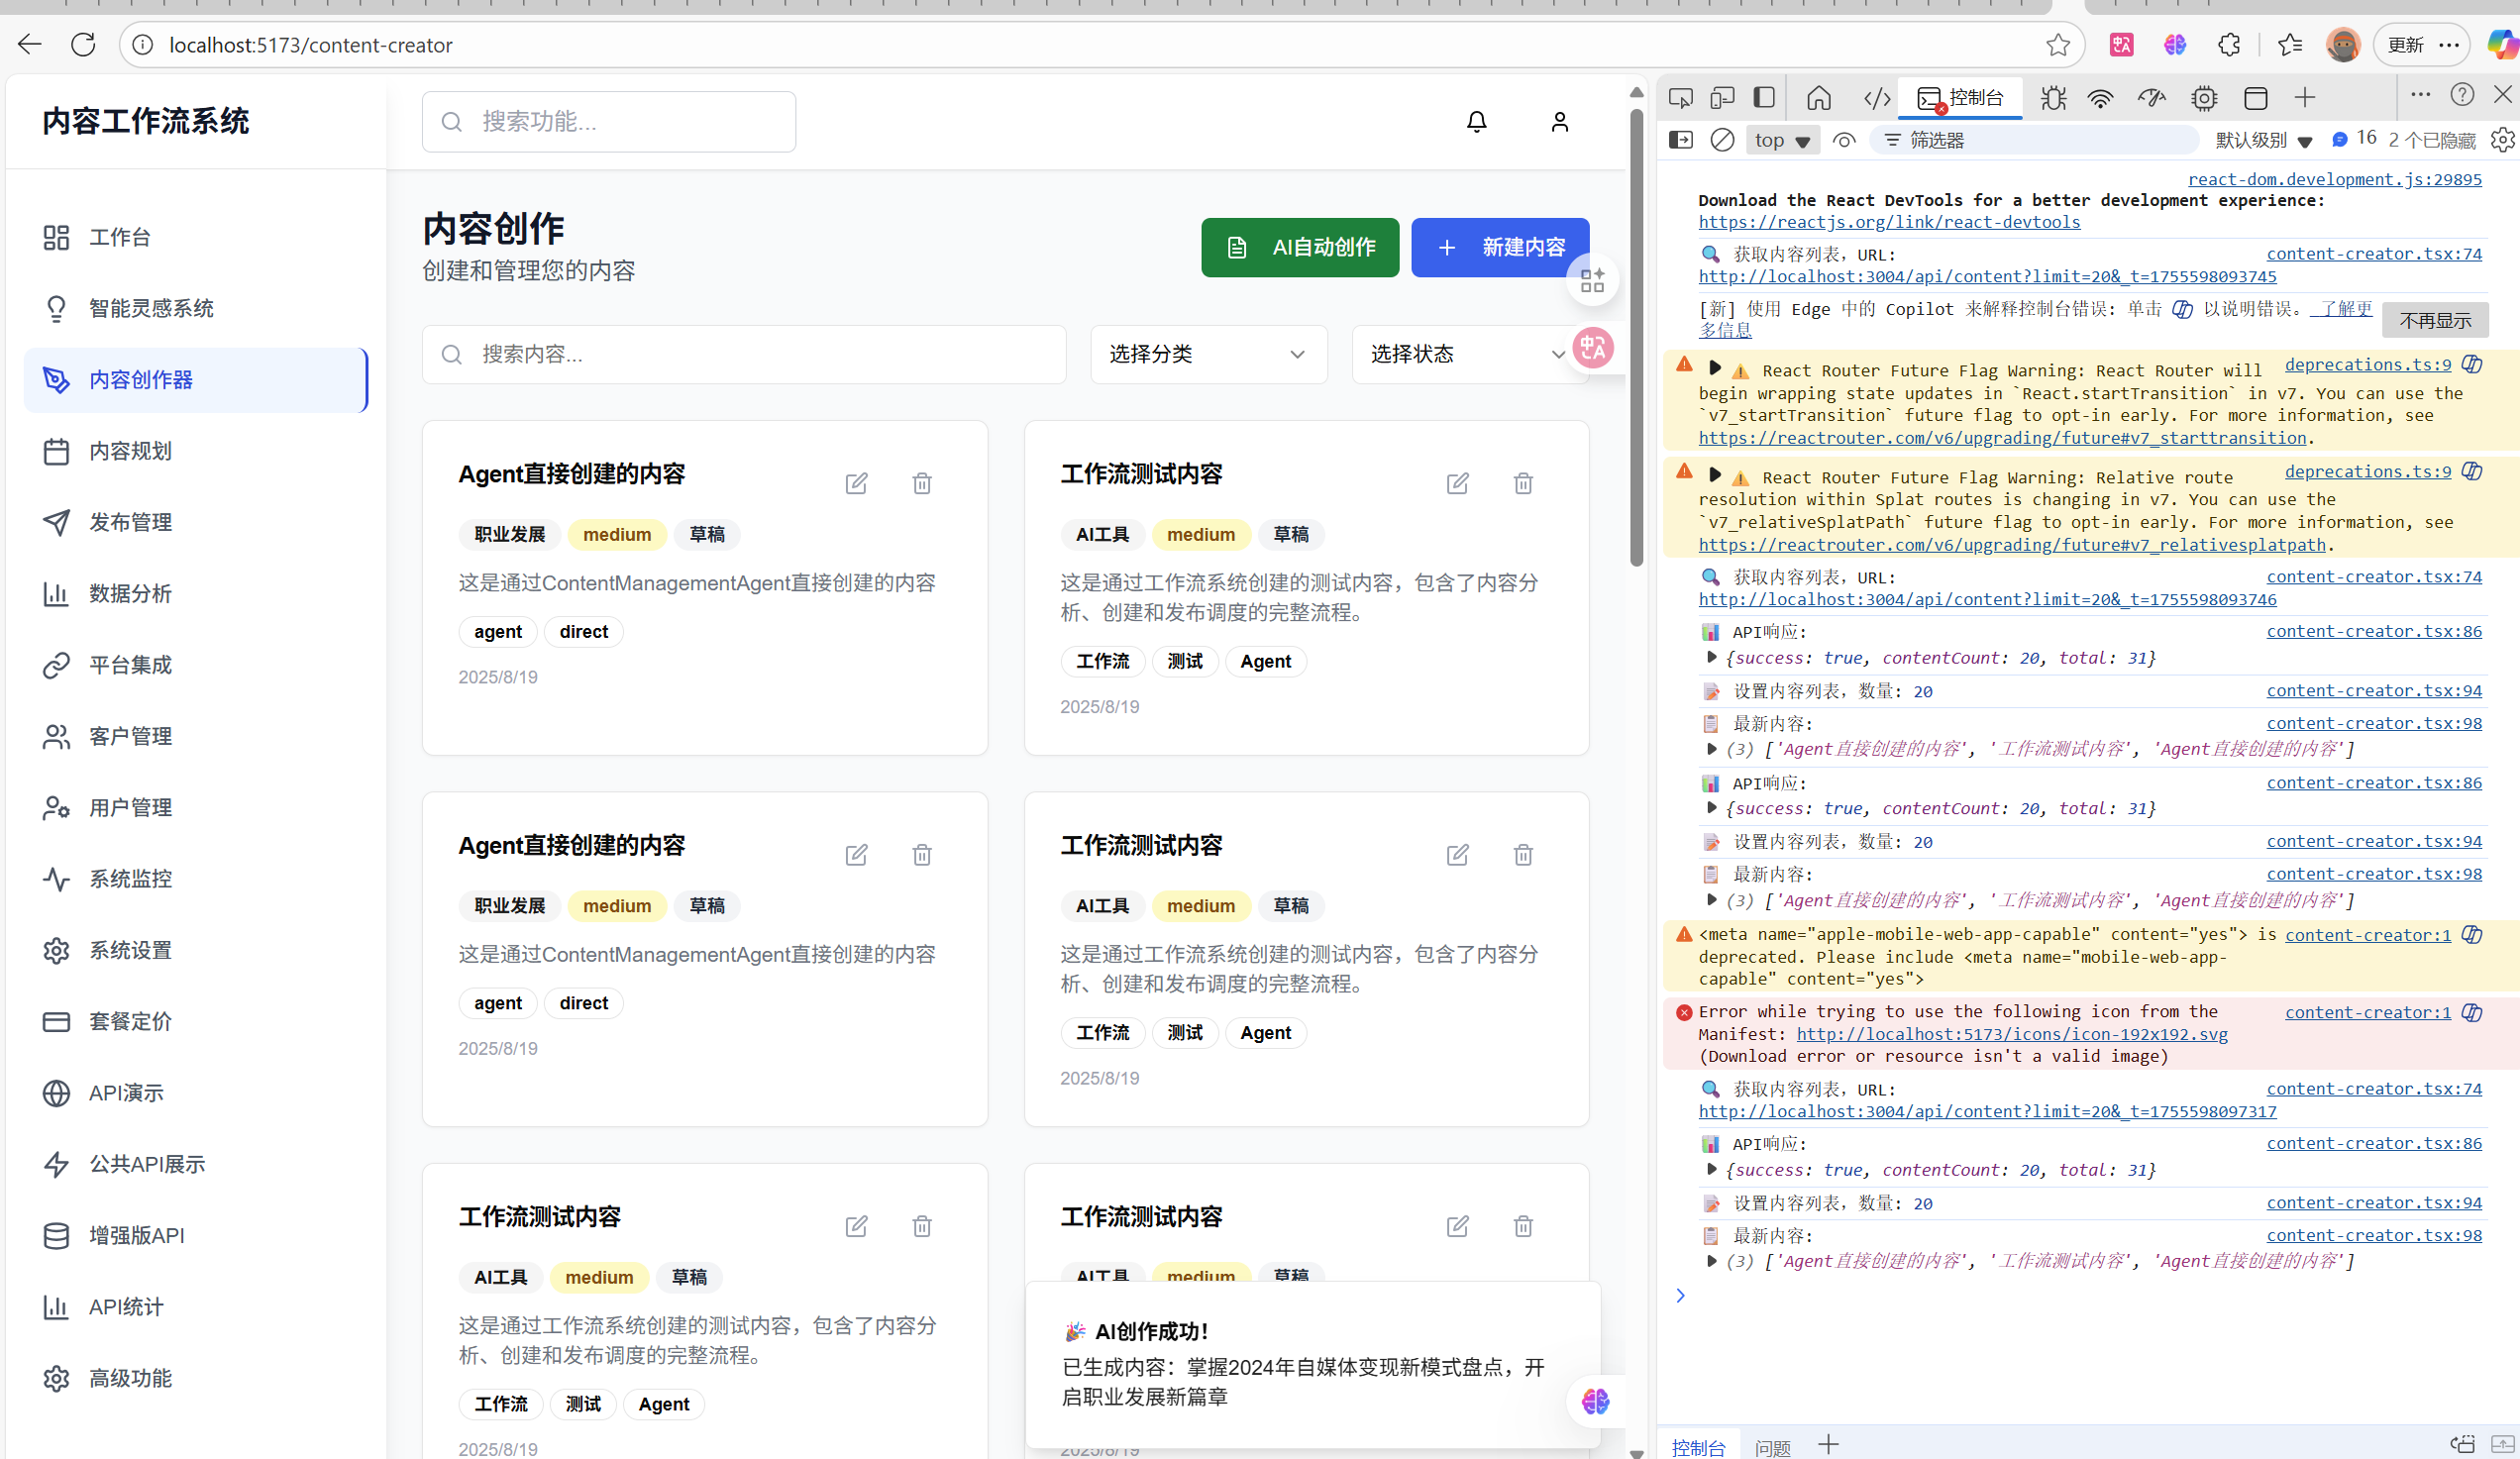 localhost:5173/content-creator
更新
内容工作流系统
搜索功能...
工作台
智能灵感系统
内容创作器
内容规划
发布管理
数据分析
平台集成
客户管理
用户管理
系统监控
系统设置
套餐定价
API演示
公共API展示
增强版API
API统计
高级功能
内容创作
创建和管理您的内容
AI自动创作
新建内容
搜索内容...
选择分类
选择状态
Agent直接创建的内容
职业发展 medium 草稿
这是通过ContentManagementAgent直接创建的内容
agent direct
2025/8/19
工作流测试内容
AI工具 medium 草稿
这是通过工作流系统创建的测试内容，包含了内容分
析、创建和发布调度的完整流程。
工作流 测试 Agent
2025/8/19
Agent直接创建的内容
职业发展 medium 草稿
这是通过ContentManagementAgent直接创建的内容
agent direct
2025/8/19
工作流测试内容
AI工具 medium 草稿
这是通过工作流系统创建的测试内容，包含了内容分
析、创建和发布调度的完整流程。
工作流 测试 Agent
2025/8/19
工作流测试内容
AI工具 medium 草稿
这是通过工作流系统创建的测试内容，包含了内容分
析、创建和发布调度的完整流程。
工作流 测试 Agent
2025/8/19
工作流测试内容
AI工具 medium 草稿
🎉 AI创作成功！
已生成内容：掌握2024年自媒体变现新模式盘点，开
启职业发展新篇章
2025/8/19
控制台
top 筛选器 默认级别 16 2 个已隐藏
react-dom.development.js:29895
Download the React DevTools for a better development experience:
https://reactjs.org/link/react-devtools
🔍 获取内容列表，URL: content-creator.tsx:74
http://localhost:3004/api/content?limit=20&_t=1755598093745
[新] 使用 Edge 中的 Copilot 来解释控制台错误: 单击 以说明错误。 了解更
多信息
不再显示
⚠️ React Router Future Flag Warning: React Router will deprecations.ts:9
begin wrapping state updates in `React.startTransition` in v7. You can use the
`v7_startTransition` future flag to opt-in early. For more information, see
https://reactrouter.com/v6/upgrading/future#v7_starttransition.
⚠️ React Router Future Flag Warning: Relative route deprecations.ts:9
resolution within Splat routes is changing in v7. You can use the
`v7_relativeSplatPath` future flag to opt-in early. For more information, see
https://reactrouter.com/v6/upgrading/future#v7_relativesplatpath.
🔍 获取内容列表，URL: content-creator.tsx:74
http://localhost:3004/api/content?limit=20&_t=1755598093746
📊 API响应: content-creator.tsx:86
{success: true, contentCount: 20, total: 31}
📝 设置内容列表，数量: 20 content-creator.tsx:94
📋 最新内容: content-creator.tsx:98
(3) ['Agent直接创建的内容', '工作流测试内容', 'Agent直接创建的内容']
📊 API响应: content-creator.tsx:86
{success: true, contentCount: 20, total: 31}
📝 设置内容列表，数量: 20 content-creator.tsx:94
📋 最新内容: content-creator.tsx:98
(3) ['Agent直接创建的内容', '工作流测试内容', 'Agent直接创建的内容']
<meta name="apple-mobile-web-app-capable" content="yes"> is content-creator:1
deprecated. Please include <meta name="mobile-web-app-
capable" content="yes">
Error while trying to use the following icon from the content-creator:1
Manifest: http://localhost:5173/icons/icon-192x192.svg
(Download error or resource isn't a valid image)
🔍 获取内容列表，URL: content-creator.tsx:74
http://localhost:3004/api/content?limit=20&_t=1755598097317
📊 API响应: content-creator.tsx:86
{success: true, contentCount: 20, total: 31}
📝 设置内容列表，数量: 20 content-creator.tsx:94
📋 最新内容: content-creator.tsx:98
(3) ['Agent直接创建的内容', '工作流测试内容', 'Agent直接创建的内容']
控制台 问题